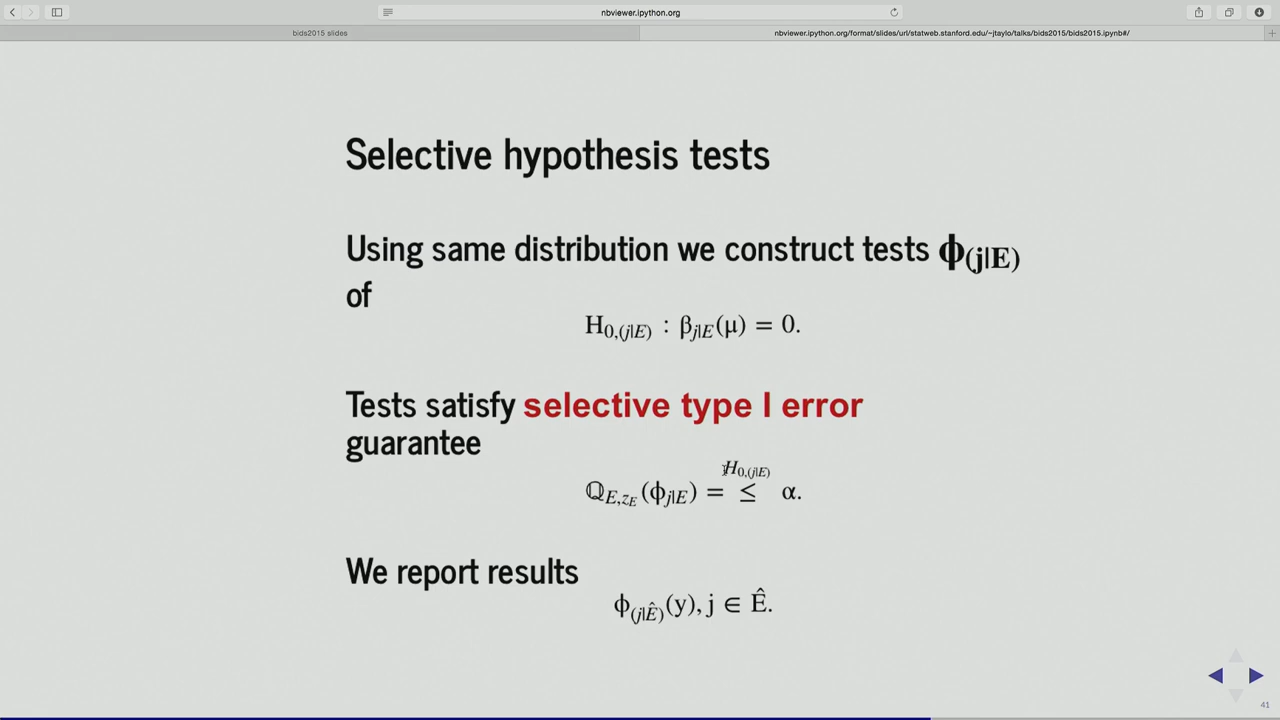 nbviewer.ipython.org
bids2015 slides
nbviewer.ipython.org/format/slides/url/statweb.stanford.edu/~jtaylo/talks/bids2015/bids2015.ipynb#/
Selective hypothesis tests
Using same distribution we construct tests ϕ(j|E)
of
H0,(j|E) : βj|E(μ) = 0.
Tests satisfy selective type I error
guarantee
H0,(j|E)
ℚE,zE(ϕj|E) = ≤ α.
We report results
ϕ(j|Ê)(y), j ∈ Ê.
41